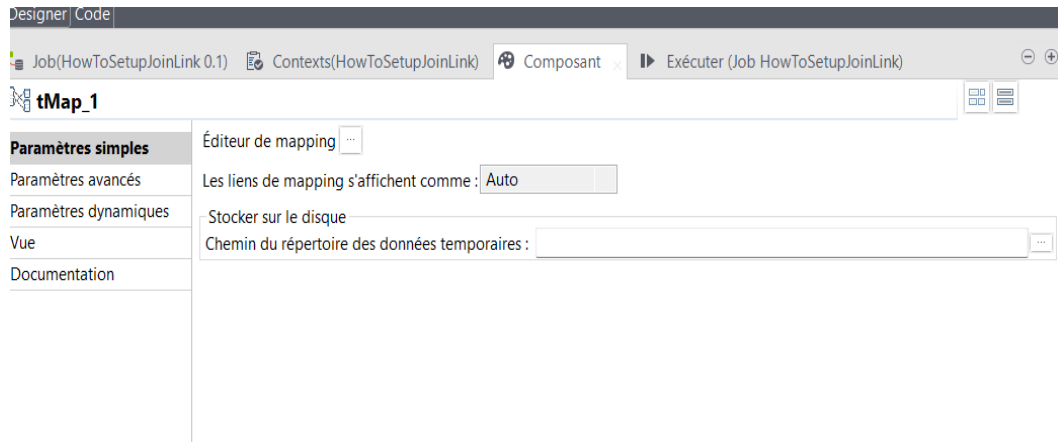 Designer Code
Job(HowToSetupJoinLink 0.1) Contexts(HowToSetupJoinLink) Composant Exécuter (Job HowToSetupJoinLink)
tMap_1
Paramètres simples
Éditeur de mapping ...
Paramètres avancés
Les liens de mapping s'affichent comme : Auto
Paramètres dynamiques
Stocker sur le disque
Vue
Chemin du répertoire des données temporaires : ...
Documentation